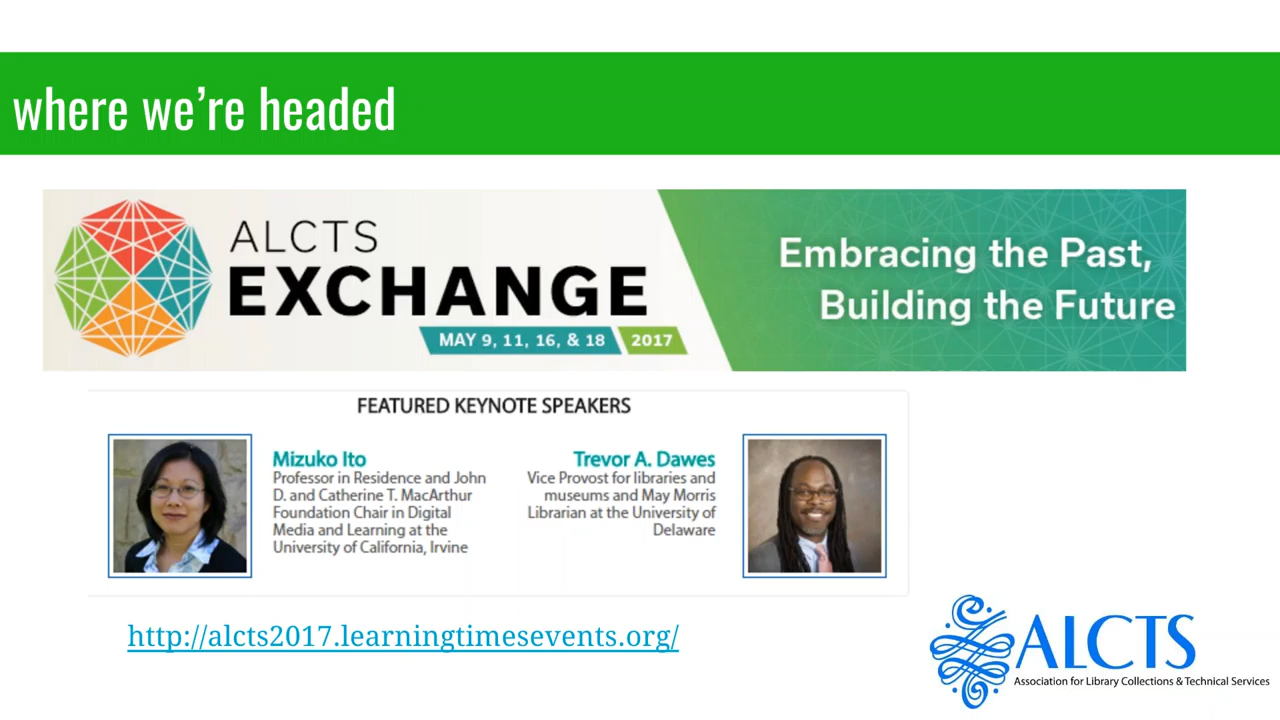 where we’re headed
ALCTS
EXCHANGE
MAY 9, 11, 16, & 18 2017
Embracing the Past,
Building the Future
FEATURED KEYNOTE SPEAKERS
Mizuko Ito
Professor in Residence and John
D. and Catherine T. MacArthur
Foundation Chair in Digital
Media and Learning at the
University of California, Irvine
Trevor A. Dawes
Vice Provost for libraries and
museums and May Morris
Librarian at the University of
Delaware
http://alcts2017.learningtimesevents.org/
ALCTS
Association for Library Collections & Technical Services